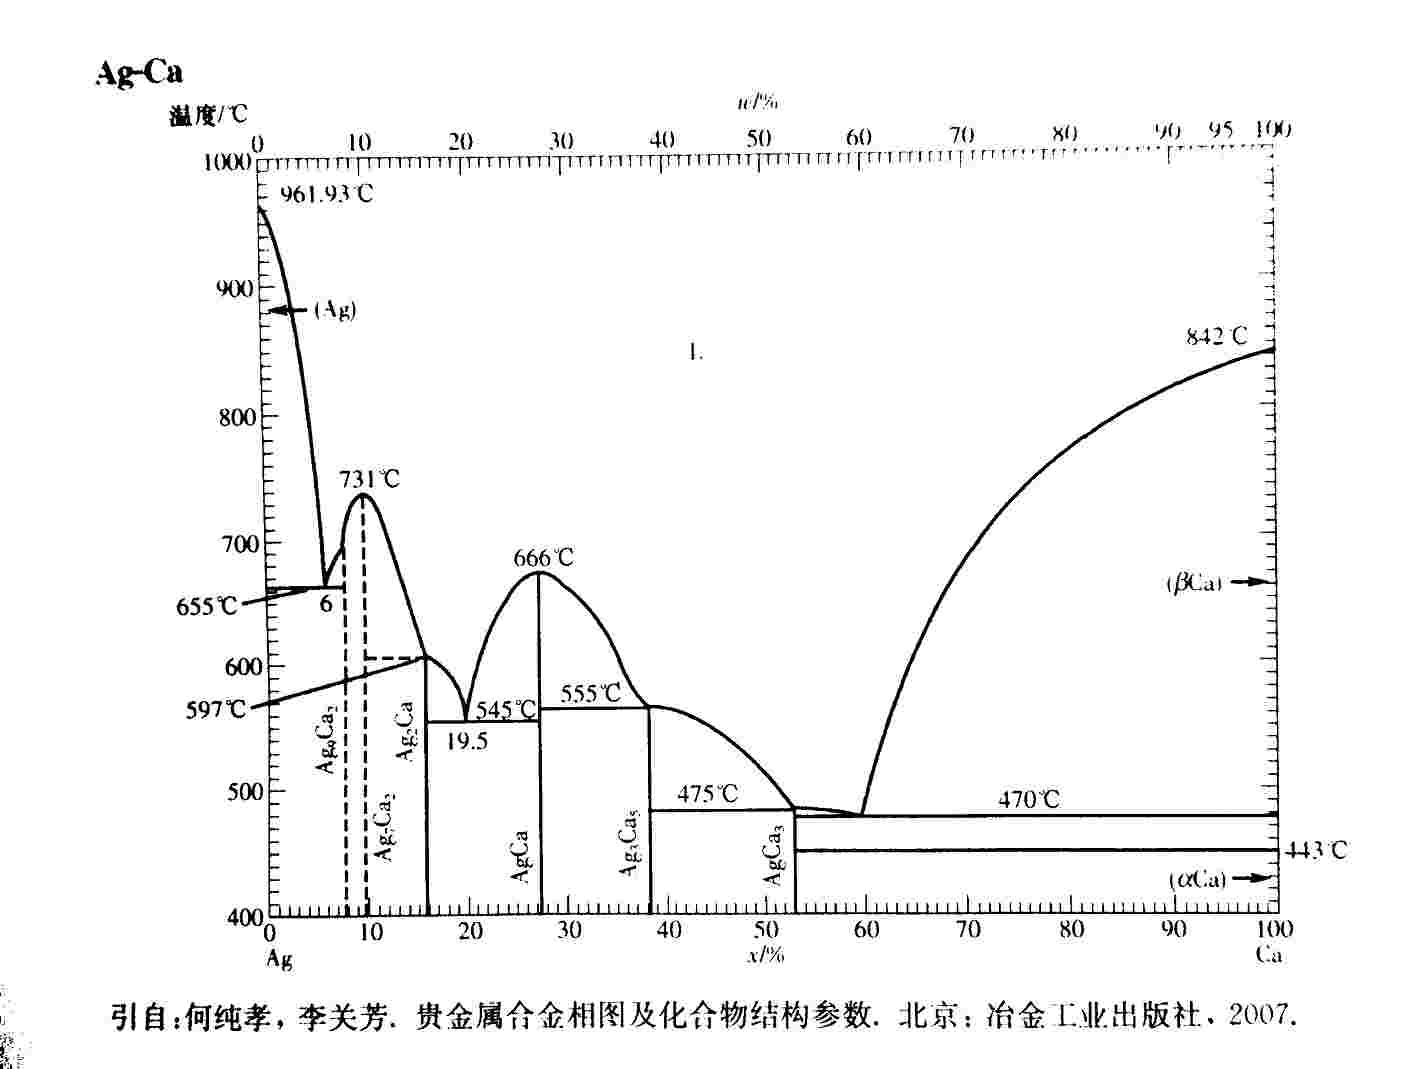 Ag-Ca
温度/℃
w/%
0 10 20 30 40 50 60 70 80 90 95 100
1000
961.93℃
900
(Ag)
842℃
L
800
731℃
700
666℃
(βCa)
655℃
6
600
555℃
597℃
545℃
19.5
Ag9Ca2
Ag2Ca
500
475℃
470℃
Ag7Ca2
AgCa
Ag3Ca5
AgCa3
443℃
(αCa)
400
0 10 20 30 40 50 60 70 80 90 100
Ag x/% Ca
引自:何纯孝, 李关芳. 贵金属合金相图及化合物结构参数. 北京: 冶金工业出版社、2007.